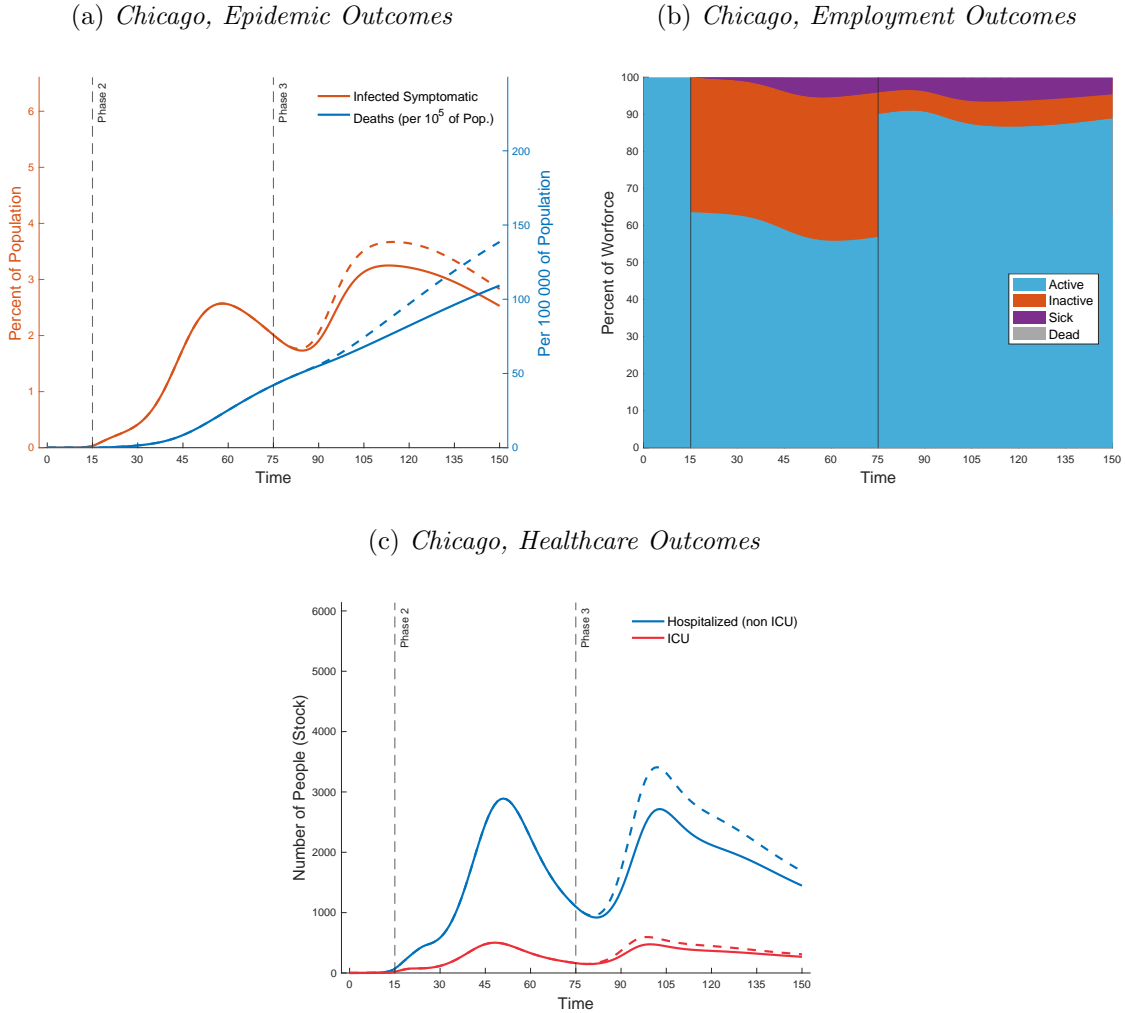 (a) Chicago, Epidemic Outcomes
Phase 2
Phase 3
Infected Symptomatic
Deaths (per 10^5 of Pop.)
6
5
4
3
2
1
0
Percent of Population
200
150
100
50
0
Per 100 000 of Population
0 15 30 45 60 75 90 105 120 135 150
Time
(b) Chicago, Employment Outcomes
100
90
80
70
60
50
40
30
20
10
0
Percent of Worforce
Active
Inactive
Sick
Dead
0 15 30 45 60 75 90 105 120 135 150
Time
(c) Chicago, Healthcare Outcomes
Phase 2
Phase 3
Hospitalized (non ICU)
ICU
6000
5000
4000
3000
2000
1000
0
Number of People (Stock)
0 15 30 45 60 75 90 105 120 135 150
Time